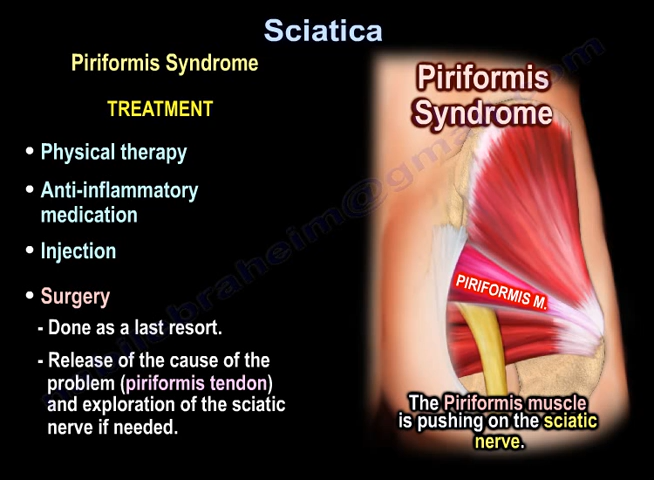 Sciatica
Piriformis Syndrome
TREATMENT
• Physical therapy
• Anti-inflammatory
medication
• Injection
• Surgery
- Done as a last resort.
- Release of the cause of the
problem (piriformis tendon)
and exploration of the sciatic
nerve if needed.
Piriformis
Syndrome
PIRIFORMIS M.
The Piriformis muscle
is pushing on the sciatic
nerve.